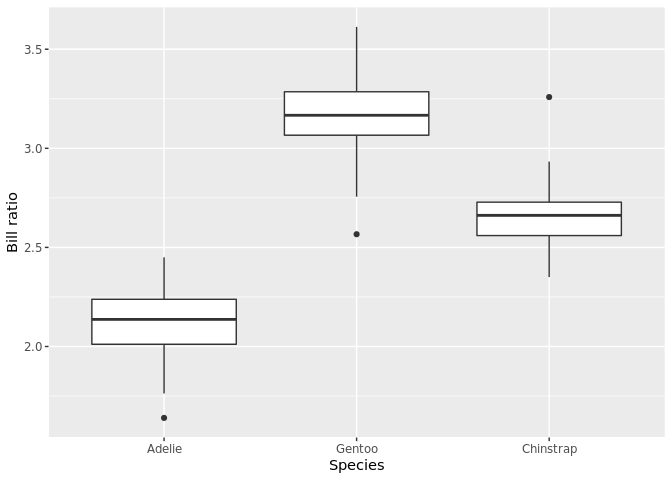 3.5
3.0
2.5
2.0
Bill ratio
Adelie
Gentoo
Chinstrap
Species